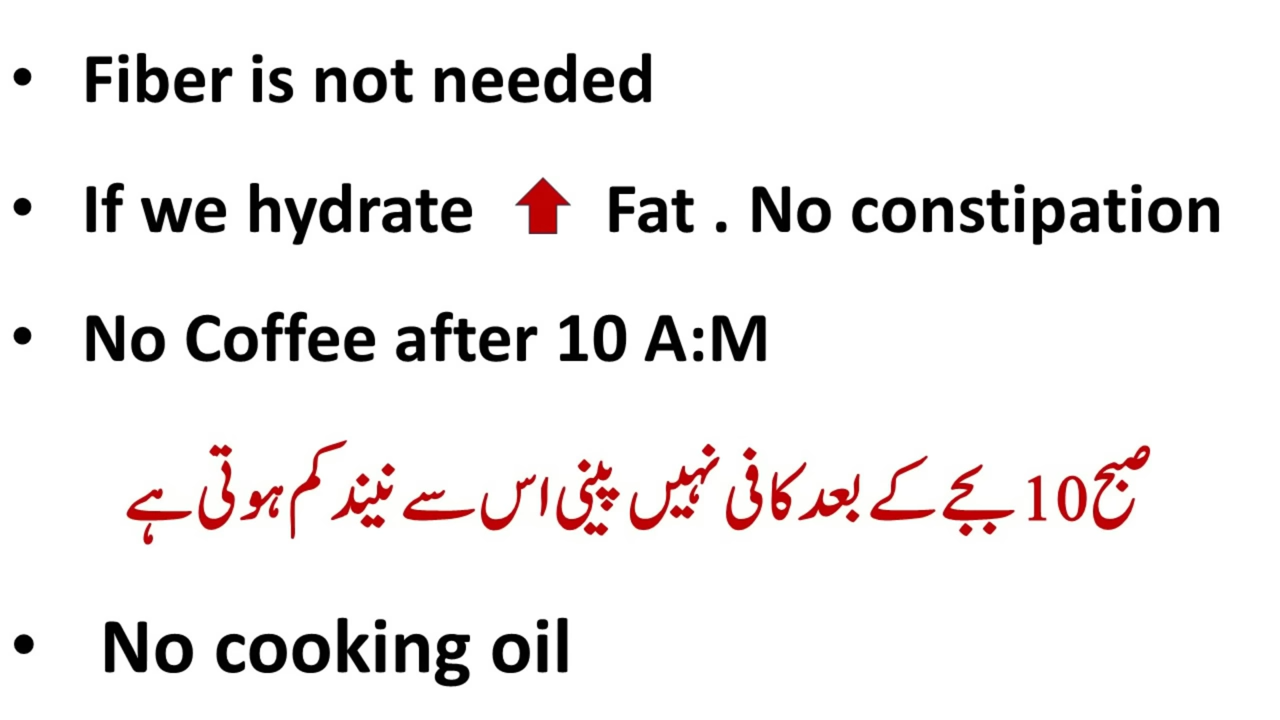 • Fiber is not needed
• If we hydrate ⬆ Fat . No constipation
• No Coffee after 10 A:M
صبح 10 بجے کے بعد کافی نہیں پینی اس سے نیند کم ہوتی ہے
• No cooking oil